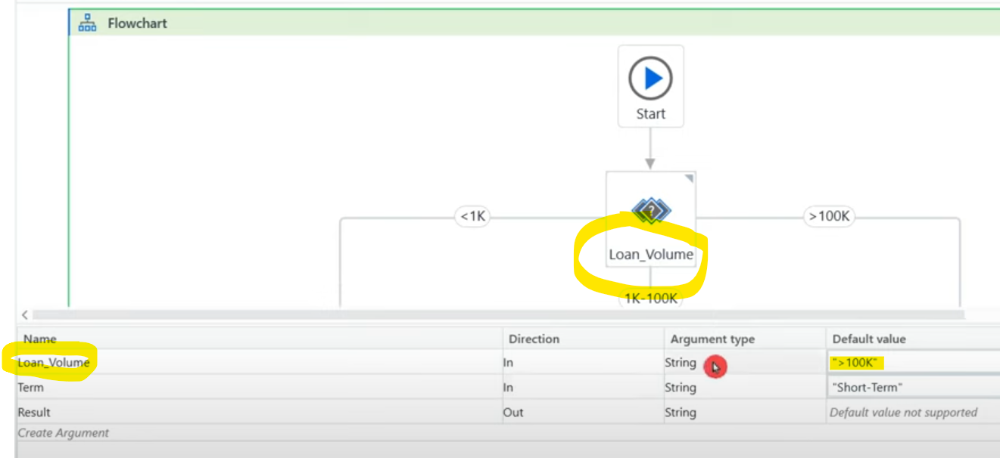 Flowchart
Start
<1K
>100K
Loan_Volume
1K-100K
Name Direction Argument type Default value
Loan_Volume In String ">100K"
Term In String "Short-Term"
Result Out String Default value not supported
Create Argument